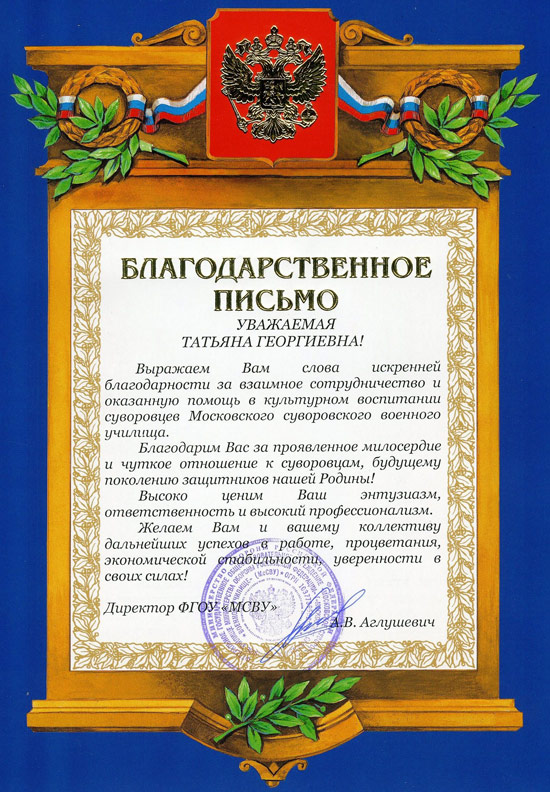 БЛАГОДАРСТВЕННОЕ
ПИСЬМО
УВАЖАЕМАЯ
ТАТЬЯНА ГЕОРГИЕВНА!
Выражаем Вам слова искренней
благодарности за взаимное сотрудничество и
оказанную помощь в культурном воспитании
суворовцев Московского суворовского военного
училища.
Благодарим Вас за проявленное милосердие
и чуткое отношение к суворовцам, будущему
поколению защитников нашей Родины!
Высоко ценим Ваш энтузиазм,
ответственность и высокий профессионализм.
Желаем Вам и вашему коллективу
дальнейших успехов в работе, процветания,
экономической стабильности, уверенности в
своих силах!
Директор ФГОУ «МСВУ»
А.В. Аглушевич